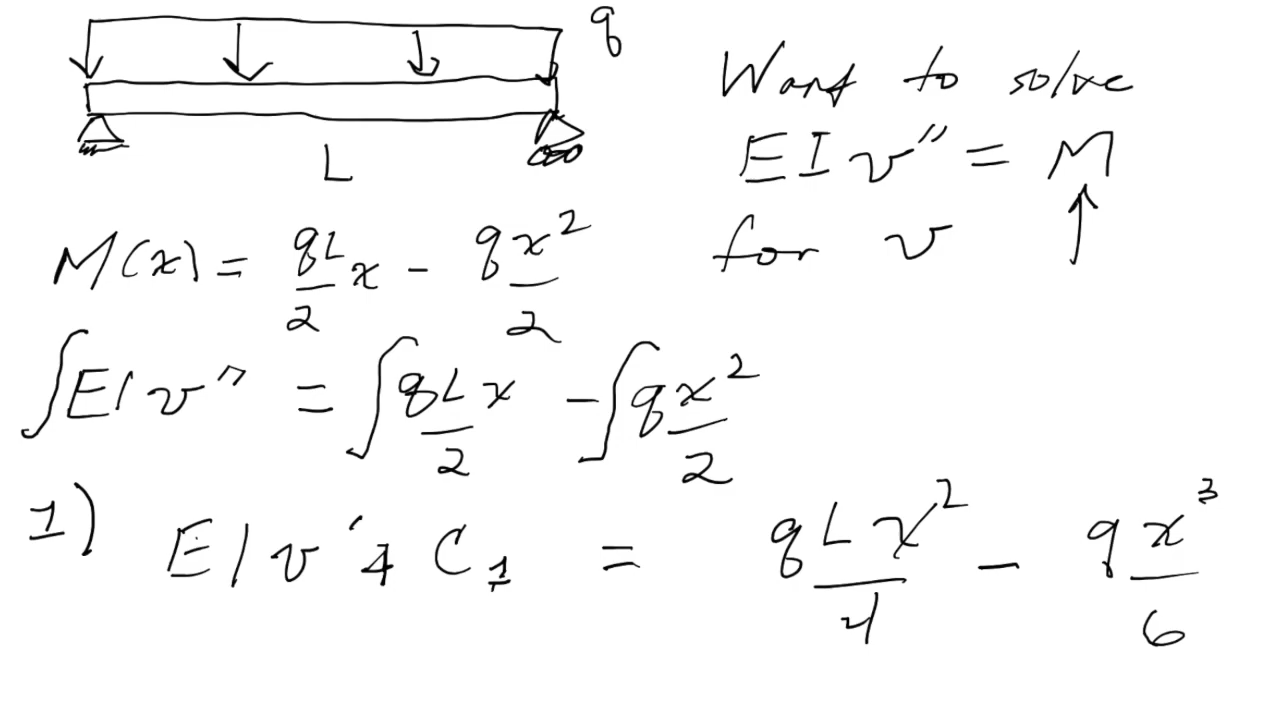 q
L
Want to solve
EIv'' = M
for v ↑
M(x) = qL/2 x - qx²/2
∫EIv'' = ∫qL/2 x - ∫qx²/2
1) EIv' + C₁ = qLx²/4 - qx³/6